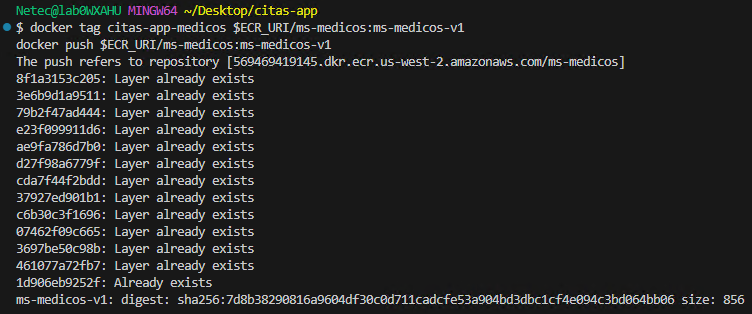 Netec@lab0WXAHU MINGW64 ~/Desktop/citas-app
$ docker tag citas-app-medicos $ECR_URI/ms-medicos:ms-medicos-v1
docker push $ECR_URI/ms-medicos:ms-medicos-v1
The push refers to repository [569469419145.dkr.ecr.us-west-2.amazonaws.com/ms-medicos]
8f1a3153c205: Layer already exists
3e6b9d1a9511: Layer already exists
79b2f47ad444: Layer already exists
e23f099911d6: Layer already exists
ae9fa786d7b0: Layer already exists
d27f98a6779f: Layer already exists
cda7f44f2bdd: Layer already exists
37927ed901b1: Layer already exists
c6b30c3f1696: Layer already exists
07462f09c665: Layer already exists
3697be50c98b: Layer already exists
461077a72fb7: Layer already exists
1d906eb9252f: Already exists
ms-medicos-v1: digest: sha256:7d8b38290816a9604df30c0d711cadcfe53a904bd3dbc1cf4e094c3bd064bb06 size: 856